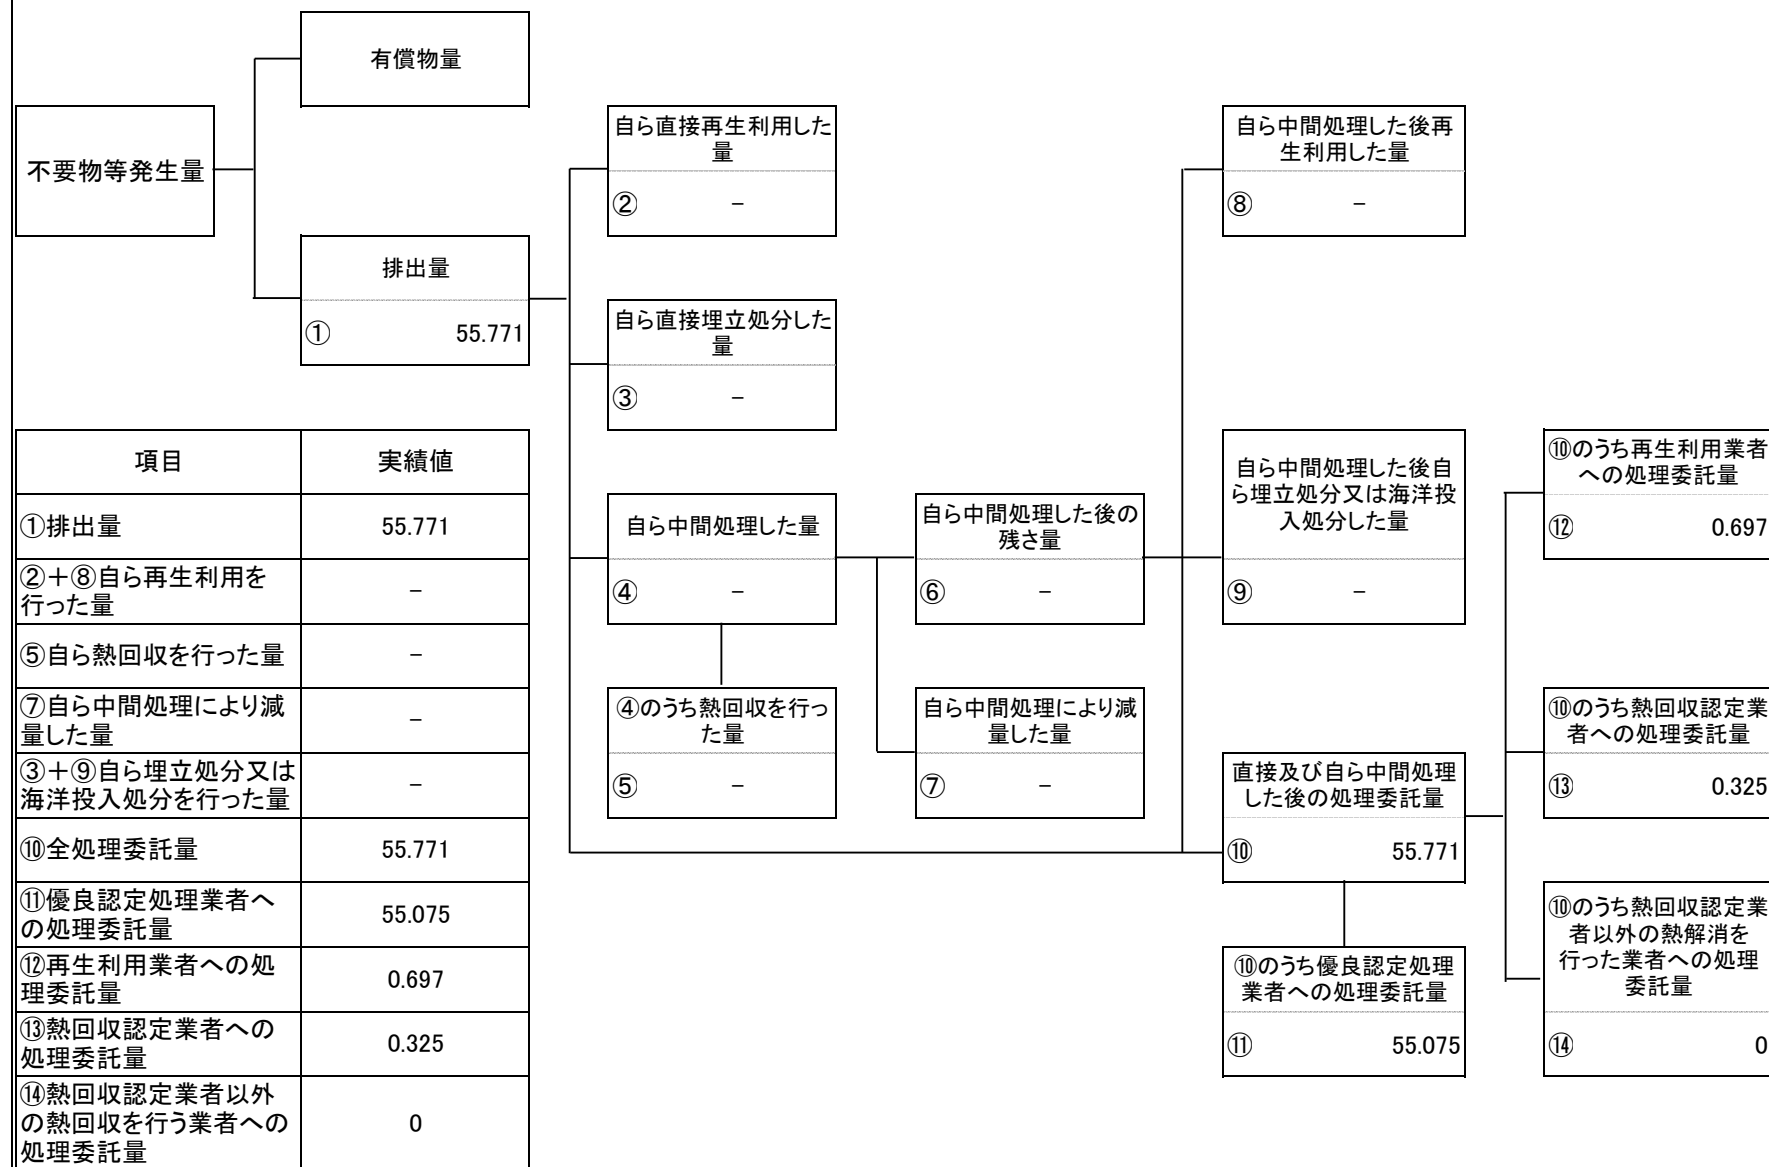 有償物量
不要物等発生量
排出量
① 55.771
自ら直接再生利用した
量
② －
自ら直接埋立処分した
量
③ －
自ら中間処理した後再
生利用した量
⑧ －
自ら中間処理した量
④ －
自ら中間処理した後の
残さ量
⑥ －
自ら中間処理した後自
ら埋立処分又は海洋投
入処分した量
⑨ －
⑩のうち再生利用業者
への処理委託量
⑫ 0.697
④のうち熱回収を行っ
た量
⑤ －
自ら中間処理により減
量した量
⑦ －
直接及び自ら中間処理
した後の処理委託量
⑩ 55.771
⑩のうち熱回収認定業
者への処理委託量
⑬ 0.325
⑩のうち優良認定処理
業者への処理委託量
⑪ 55.075
⑩のうち熱回収認定業
者以外の熱解消を
行った業者への処理
委託量
⑭ 0
項目 実績値
①排出量 55.771
②＋⑧自ら再生利用を
行った量 －
⑤自ら熱回収を行った量 －
⑦自ら中間処理により減
量した量 －
③＋⑨自ら埋立処分又は
海洋投入処分を行った量 －
⑩全処理委託量 55.771
⑪優良認定処理業者へ
の処理委託量 55.075
⑫再生利用業者への処
理委託量 0.697
⑬熱回収認定業者への
処理委託量 0.325
⑭熱回収認定業者以外
の熱回収を行う業者への
処理委託量 0